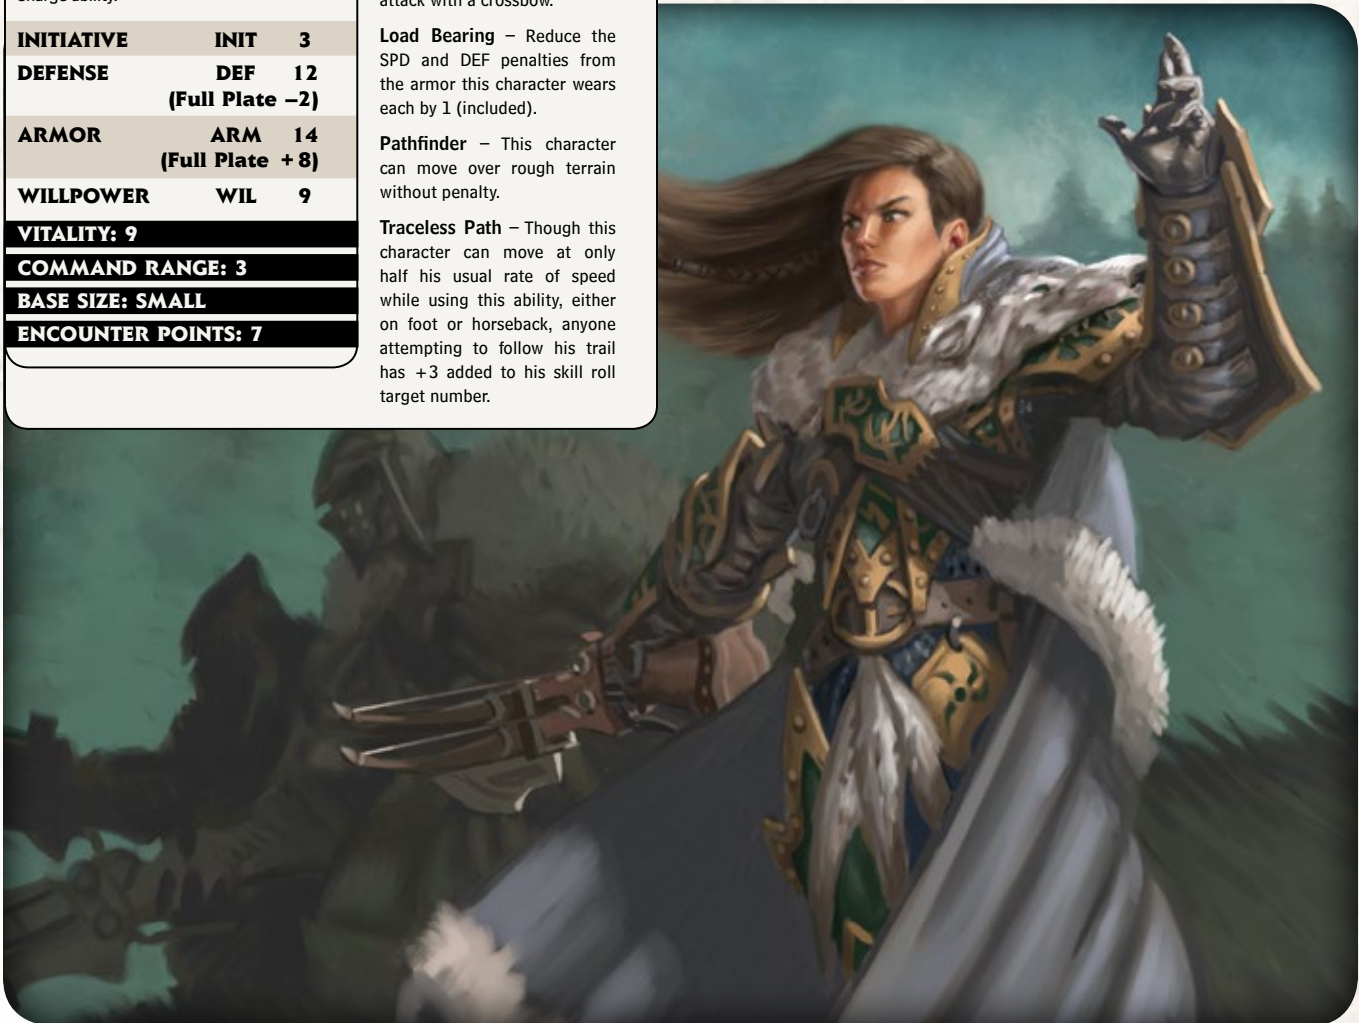 charge ability.
INITIATIVE INIT 3
DEFENSE DEF 12
(Full Plate –2)
ARMOR ARM 14
(Full Plate +8)
WILLPOWER WIL 9
VITALITY: 9
COMMAND RANGE: 3
BASE SIZE: SMALL
ENCOUNTER POINTS: 7
attack with a crossbow.
Load Bearing – Reduce the
SPD and DEF penalties from
the armor this character wears
each by 1 (included).
Pathfinder – This character
can move over rough terrain
without penalty.
Traceless Path – Though this
character can move at only
half his usual rate of speed
while using this ability, either
on foot or horseback, anyone
attempting to follow his trail
has +3 added to his skill roll
target number.